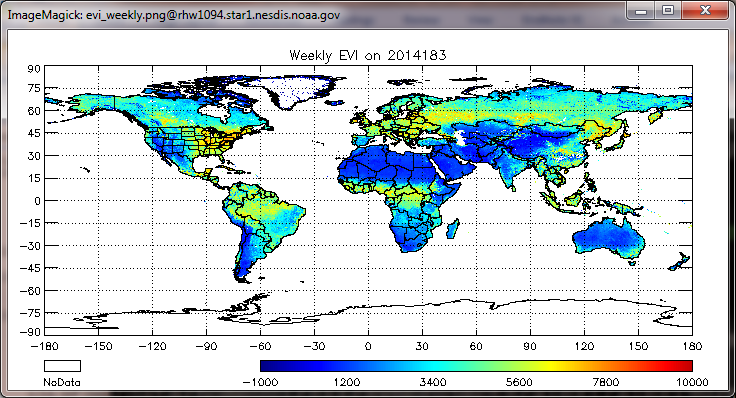 ImageMagick: evi_weekly.png@rhw1094.star1.nesdis.noaa.gov
Weekly EVI on 2014183
90
75
60
45
30
15
0
-15
-30
-45
-60
-75
-90
-180 -150 -120 -90 -60 -30 0 30 60 90 120 150 180
NoData
-1000 1200 3400 5600 7800 10000